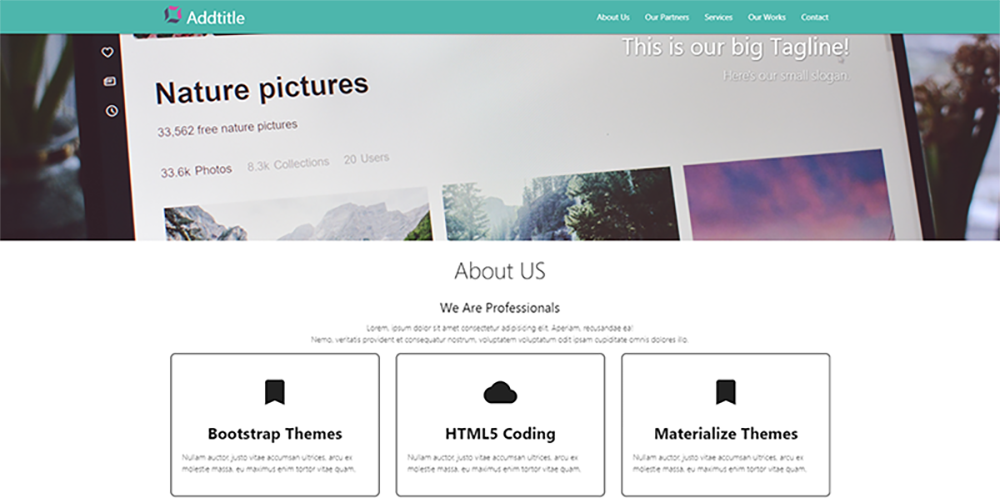 Addtitle
About Us Our Partners Services Our Works Contact
This is our big Tagline!
Here's our small slogan.
Nature pictures
33,562 free nature pictures
33.6k Photos 8.3k Collections 20 Users
About US
We Are Professionals
Lorem, ipsum dolor sit amet consectetur adipisicing elit. Aperiam, recusandae ea!
Nemo, veritatis provident et consequatur nostrum, voluptatem voluptatum odit ipsam cupiditate omnis dolores illo.
Bootstrap Themes
Nullam auctor, justo vitae accumsan ultrices, arcu ex
molestie massa, eu maximus enim tortor vitae quam.
HTML5 Coding
Nullam auctor, justo vitae accumsan ultrices, arcu ex
molestie massa, eu maximus enim tortor vitae quam.
Materialize Themes
Nullam auctor, justo vitae accumsan ultrices, arcu ex
molestie massa, eu maximus enim tortor vitae quam.